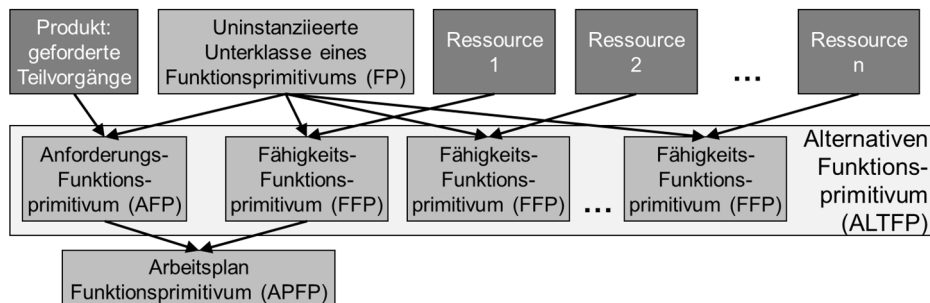 Produkt:
geforderte
Teilvorgänge
Uninstanziieerte
Unterklasse eines
Funktionsprimitivums (FP)
Ressource
1
Ressource
2
...
Ressource
n
Anforderungs-
Funktions-
primitivum (AFP)
Fähigkeits-
Funktions-
primitivum (FFP)
Fähigkeits-
Funktions-
primitivum (FFP)
...
Fähigkeits-
Funktions-
primitivum (FFP)
Alternativen
Funktions-
primitivum
(ALTFP)
Arbeitsplan
Funktionsprimitivum (APFP)